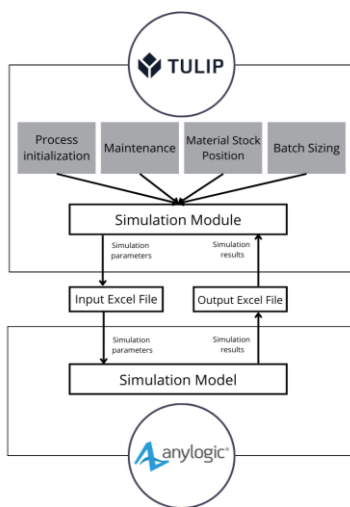 TULIP
Process
initialization
Maintenance
Material Stock
Position
Batch Sizing
Simulation Module
Simulation
parameters
Simulation
results
Input Excel File
Output Excel File
Simulation
parameters
Simulation
results
Simulation Model
anylogic®